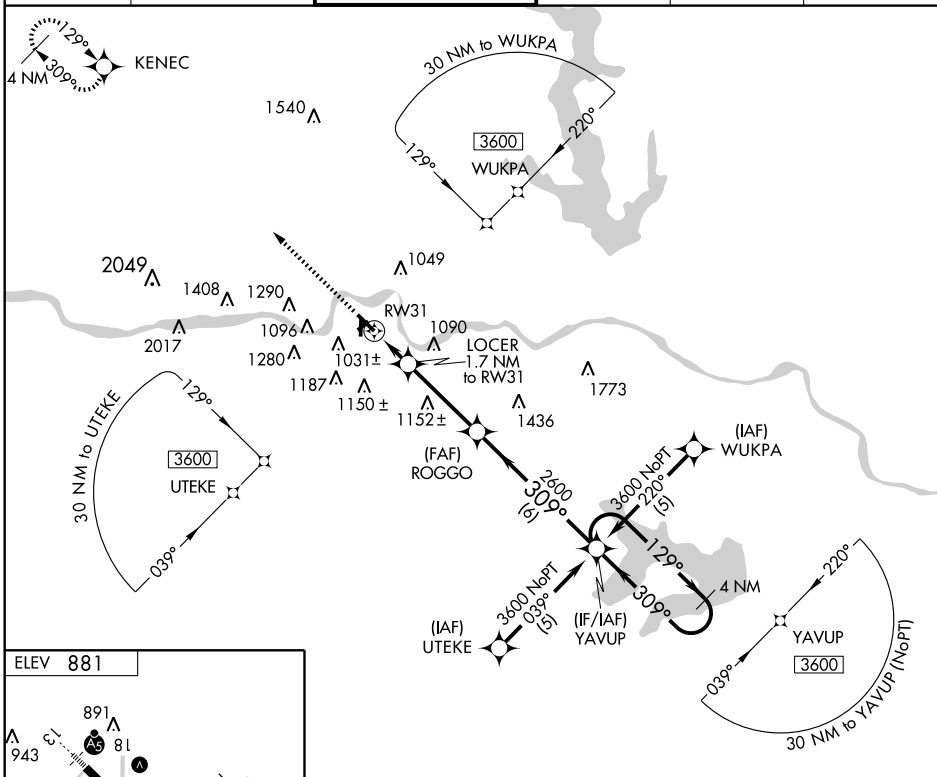 129°
309°
4 NM
KENEC
1540
30 NM to WUKPA
3600
WUKPA
129°
220°
2049
1408
1290
1049
2017
1096
RW31
1090
1280
1031±
LOCER
1.7 NM
to RW31
1187
1150 ±
1152±
1436
1773
30 NM to UTEKE
129°
3600
UTEKE
039°
(FAF)
ROGGO
2600
309°
(6)
(IAF)
WUKPA
3600 NoPT
220°
(5)
129°
309°
4 NM
3600 NoPT
039°
(5)
(IAF)
UTEKE
(IF/IAF)
YAVUP
220°
039°
YAVUP
3600
30 NM to YAVUP (NoPT)
ELEV 881
891
943
13
A5
18
V